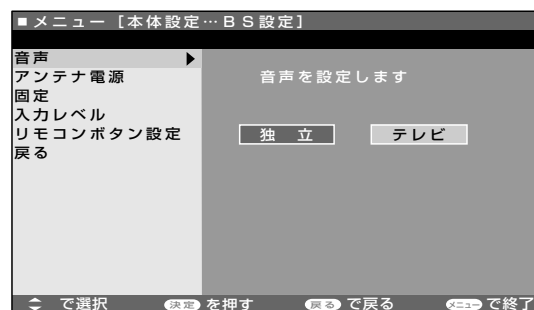 ■メニュー［本体設定…ＢＳ設定］
音声
アンテナ電源
固定
入力レベル
リモコンボタン設定
戻る
音声を設定します
独 立
テレビ
で選択 決定 を押す 戻る で戻る メニュー で終了